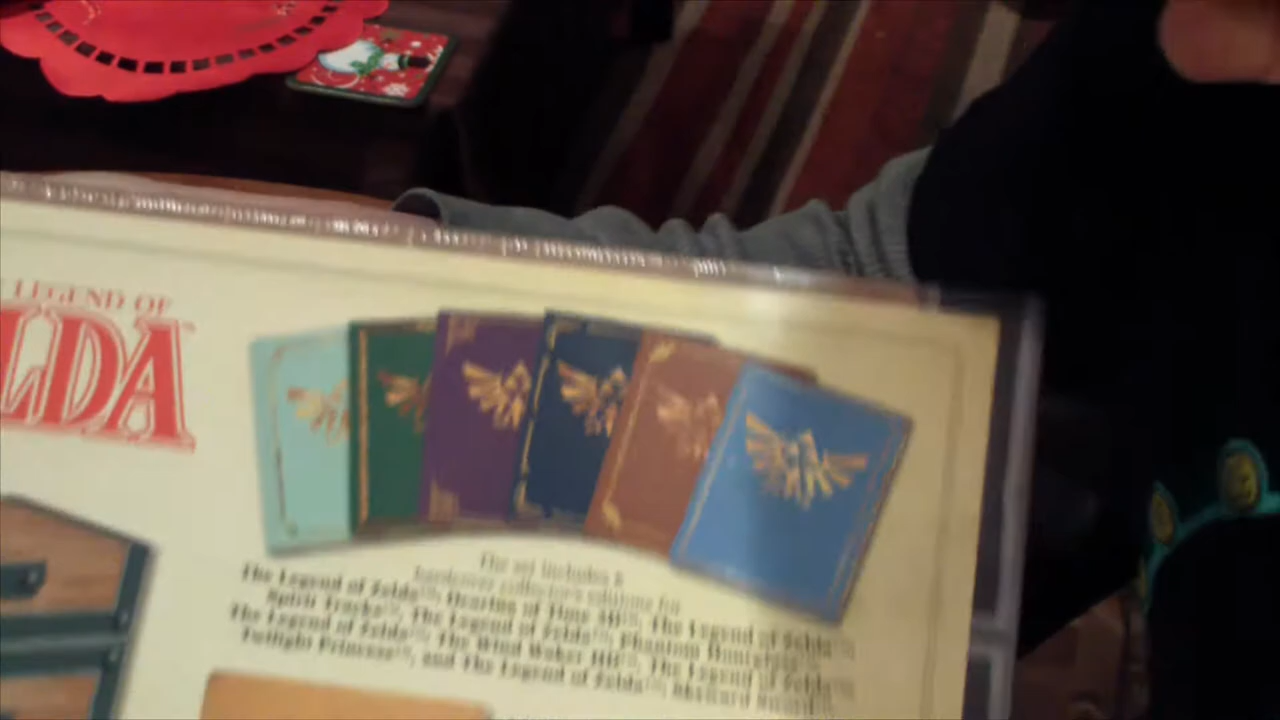 LEGEND OF
LDA™
The set includes 6
hardcover collector's editions for
The Legend of Zelda™, Ocarina of Time 3D™, The Legend of Zelda™
Spirit Tracks™, The Legend of Zelda™, Phantom Hourglass™
The Legend of Zelda™, The Wind Waker HD™, The Legend of Zelda™
Twilight Princess™, and The Legend of Zelda™, Skyward Sword™